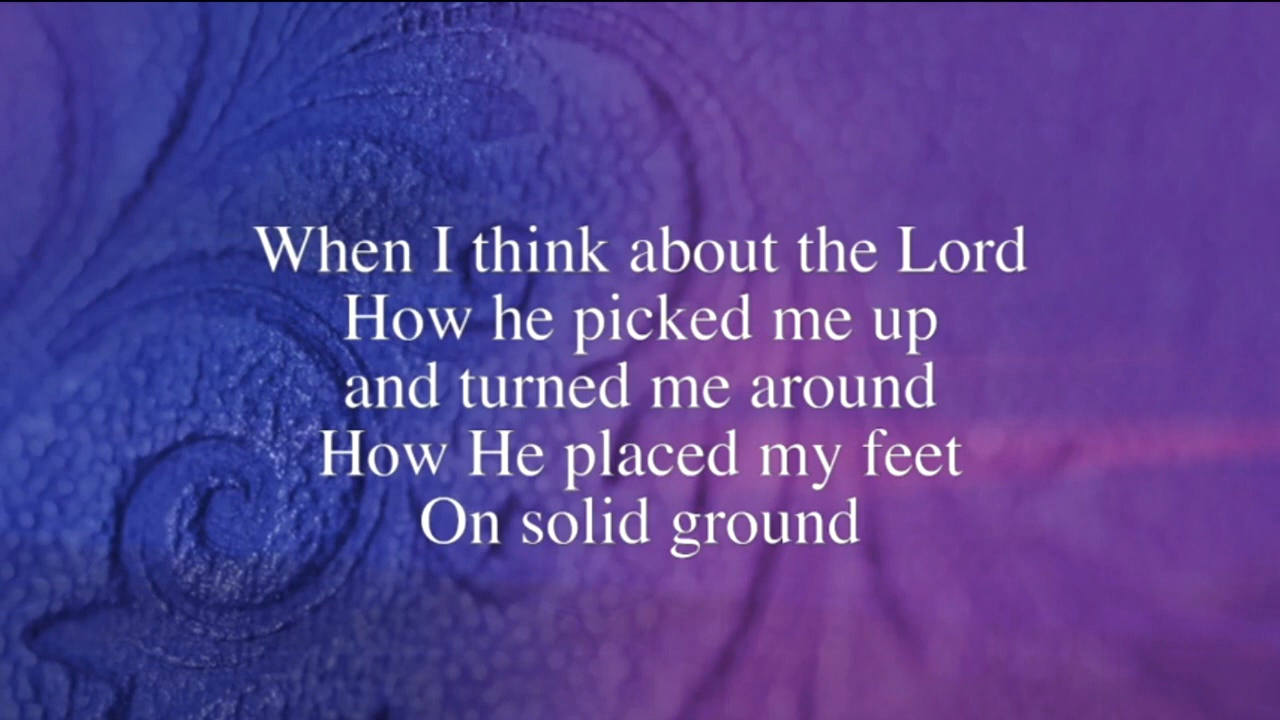 When I think about the Lord
How he picked me up
and turned me around
How He placed my feet
On solid ground